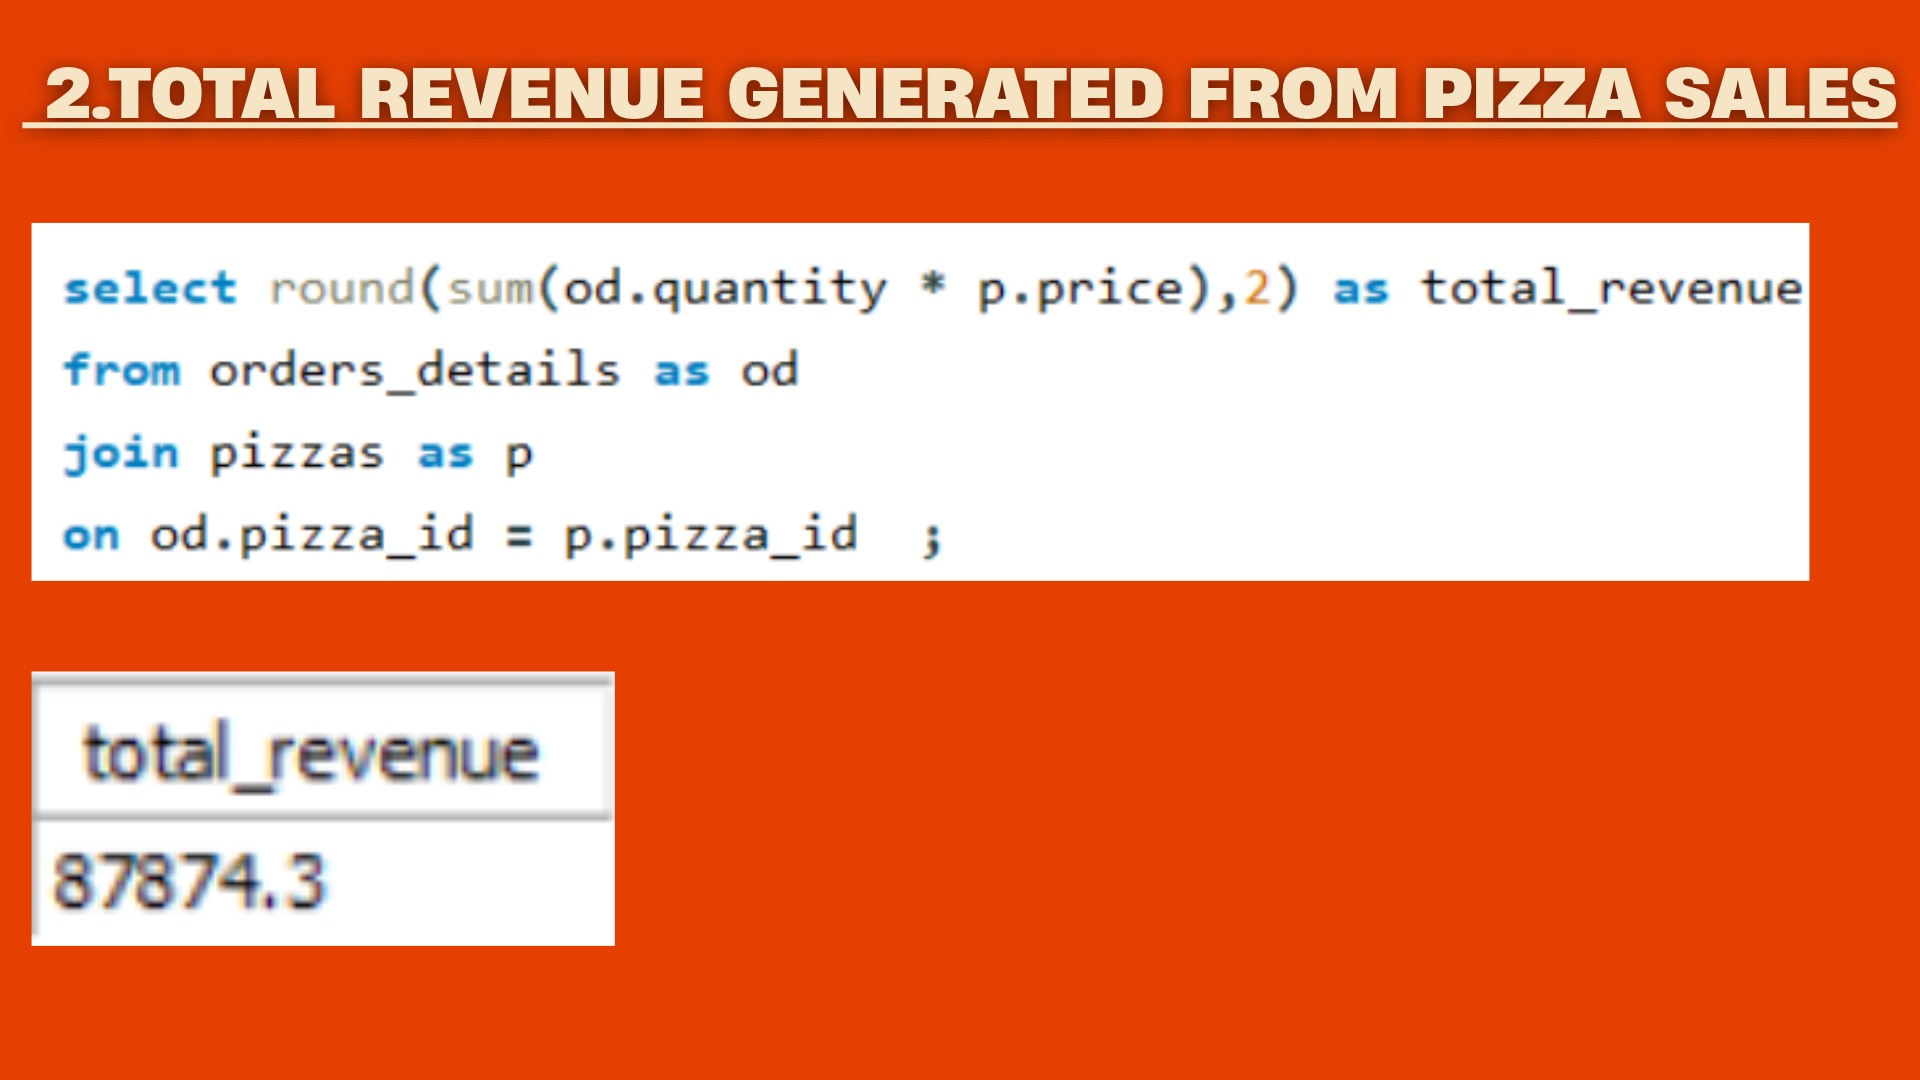 2.TOTAL REVENUE GENERATED FROM PIZZA SALES
select round(sum(od.quantity * p.price),2) as total_revenue
from orders_details as od
join pizzas as p
on od.pizza_id = p.pizza_id  ;
total_revenue
87874.3